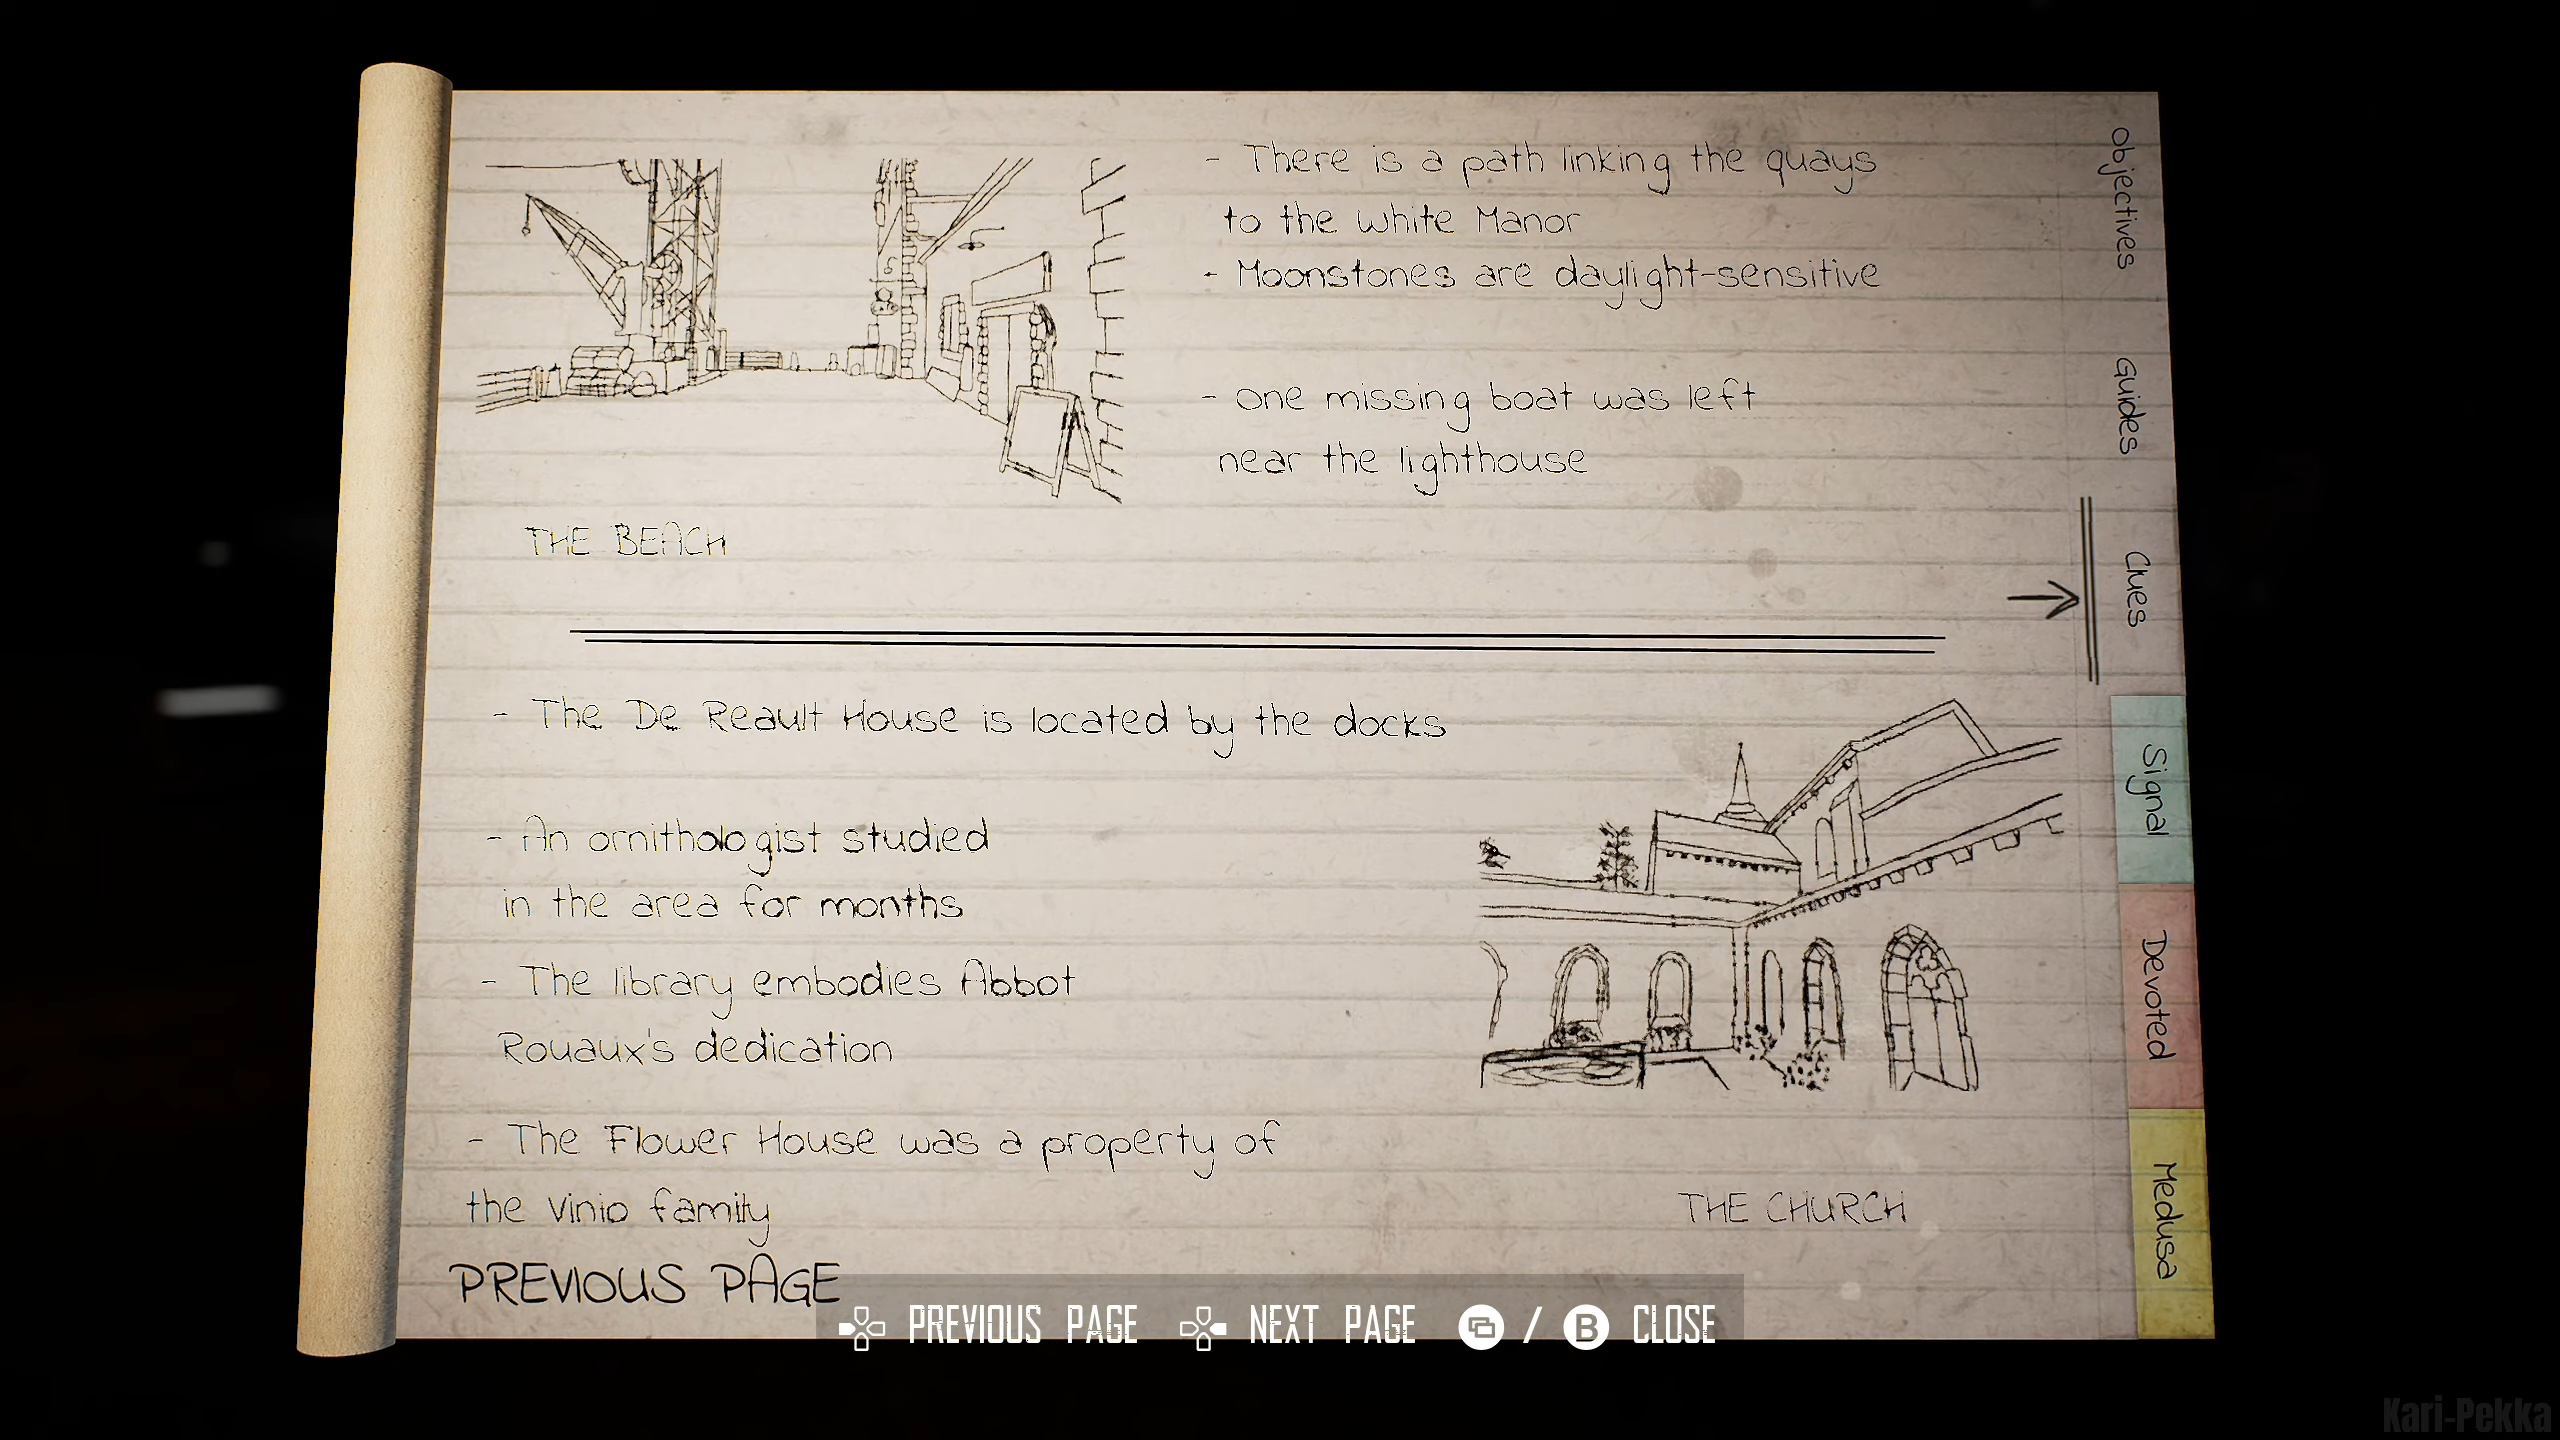 - There is a path linking the quays
to the white Manor
- Moonstones are daylight-sensitive
- One missing boat was left
near the lighthouse
THE BEACH
- The De Reault House is located by the docks
- An ornithologist studied
in the area for months
- The library embodies Abbot
Rouaux's dedication
- The Flower House was a property of
the Vinio family
THE CHURCH
PREVIOUS PAGE
Objectives
Guides
Clues
Signal
Devoted
Medusa
PREVIOUS PAGE NEXT PAGE / B CLOSE
Kari-Pekka